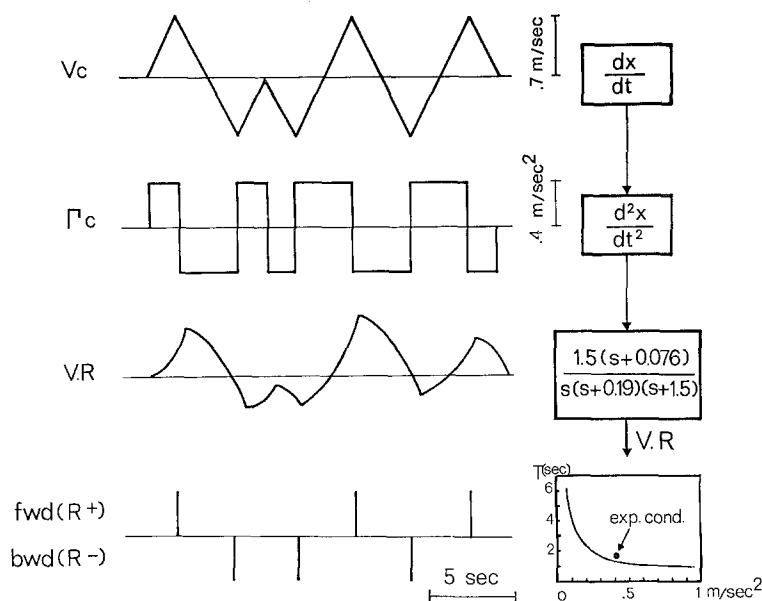 Vc
.7 m/sec
dx
dt
Γc
.4 m/sec²
d²x
dt²
V.R
1.5(s+0.076)
s(s+0.19)(s+1.5)
V.R
fwd(R+)
bwd(R-)
5 sec
T(sec)
6
4
2
exp. cond.
0 .5 1 m/sec²